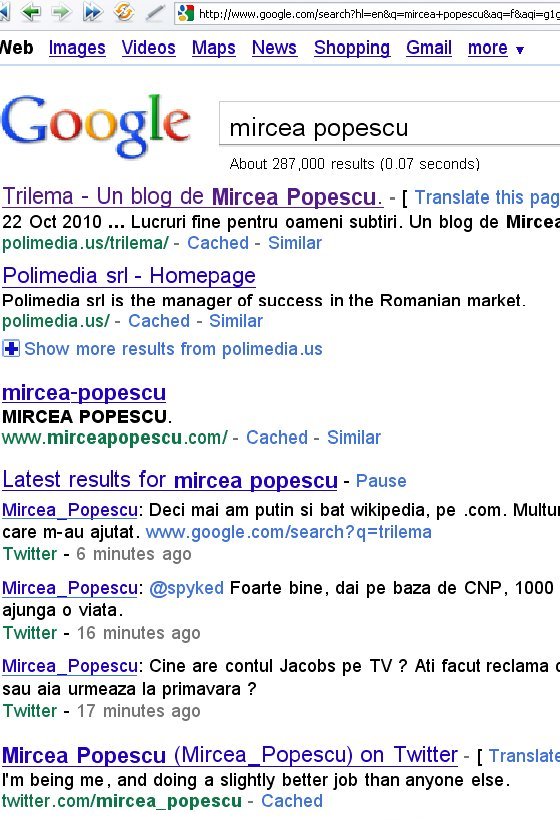 http://www.google.com/search?hl=en&q=mircea+popescu&aq=f&aqi=g1g
Web Images Videos Maps News Shopping Gmail more ▼
Google
mircea popescu
About 287,000 results (0.07 seconds)
Trilema - Un blog de Mircea Popescu. - [ Translate this pag
22 Oct 2010 ... Lucruri fine pentru oameni subtiri. Un blog de Mircea
polimedia.us/trilema/ - Cached - Similar
Polimedia srl - Homepage
Polimedia srl is the manager of success in the Romanian market.
polimedia.us/ - Cached - Similar
Show more results from polimedia.us
mircea-popescu
MIRCEA POPESCU.
www.mirceapopescu.com/ - Cached - Similar
Latest results for mircea popescu - Pause
Mircea_Popescu: Deci mai am putin si bat wikipedia, pe .com. Multur
care m-au ajutat. www.google.com/search?q=trilema
Twitter - 6 minutes ago
Mircea_Popescu: @spyked Foarte bine, dai pe baza de CNP, 1000
ajunga o viata.
Twitter - 16 minutes ago
Mircea_Popescu: Cine are contul Jacobs pe TV ? Ati facut reclama
sau aia urmeaza la primavara ?
Twitter - 17 minutes ago
Mircea Popescu (Mircea_Popescu) on Twitter - [ Translate
I'm being me, and doing a slightly better job than anyone else.
twitter.com/mircea_popescu - Cached